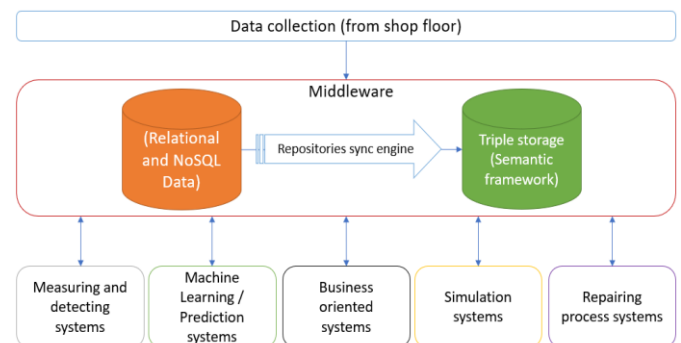 Data collection (from shop floor)
Middleware
(Relational
and NoSQL
Data)
Repositories sync engine
Triple storage
(Semantic
framework)
Measuring and
detecting
systems
Machine
Learning /
Prediction
systems
Business
oriented
systems
Simulation
systems
Repairing
process systems